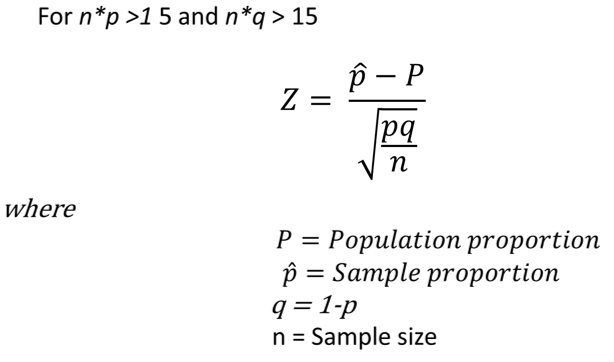 For n*p >1 5 and n*q > 15
Z = (p̂ − P) / √(pq/n)
where
P = Population proportion
p̂ = Sample proportion
q = 1-p
n = Sample size